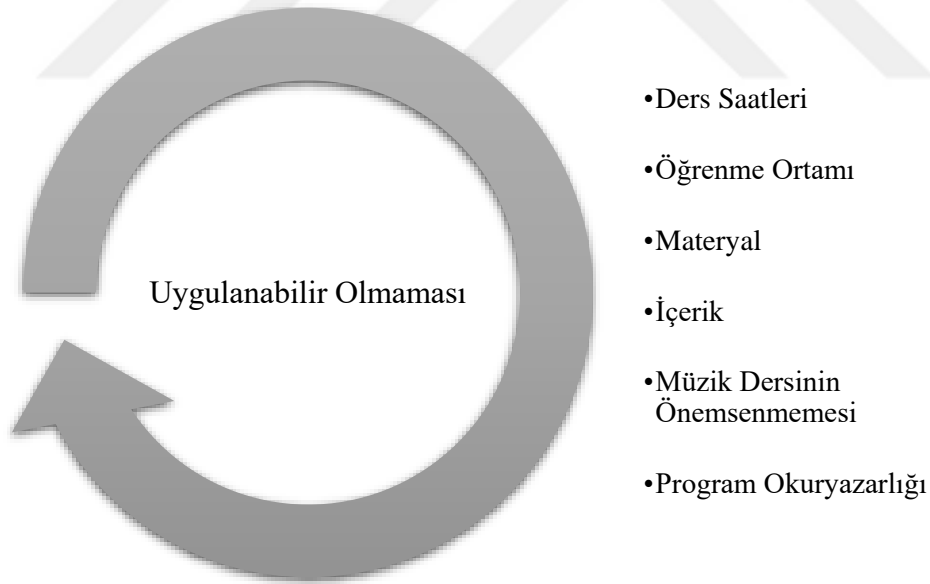 Uygulanabilir Olmaması
•Ders Saatleri
•Öğrenme Ortamı
•Materyal
•İçerik
•Müzik Dersinin
Önemsenmemesi
•Program Okuryazarlığı